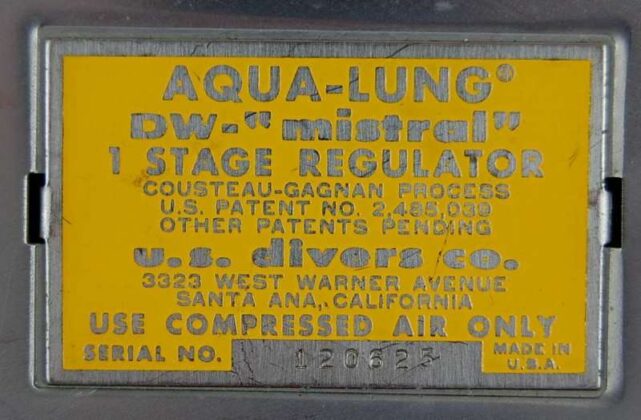 AQUA-LUNG®
DW-"mistral"
1 STAGE REGULATOR
COUSTEAU-GAGNAN PROCESS
U.S. PATENT NO. 2,485,039
OTHER PATENTS PENDING
u.s. divers co.
3323 WEST WARNER AVENUE
SANTA ANA, CALIFORNIA
USE COMPRESSED AIR ONLY
SERIAL NO. 120625
MADE IN
U.S.A.